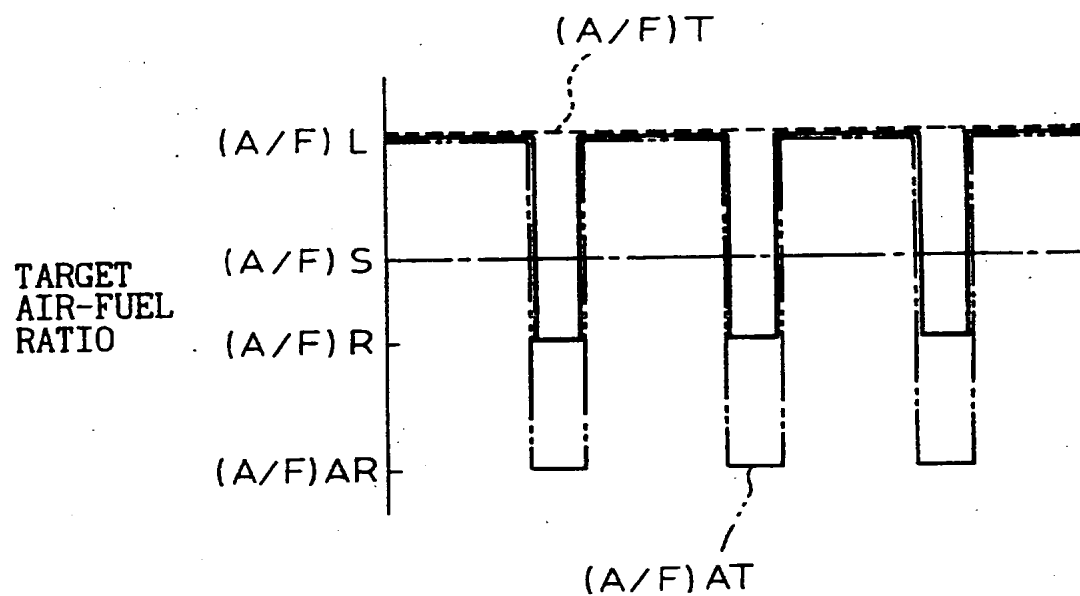 (A/F)T
(A/F)L
(A/F)S
TARGET
AIR-FUEL
RATIO
(A/F)R
(A/F)AR
(A/F)AT